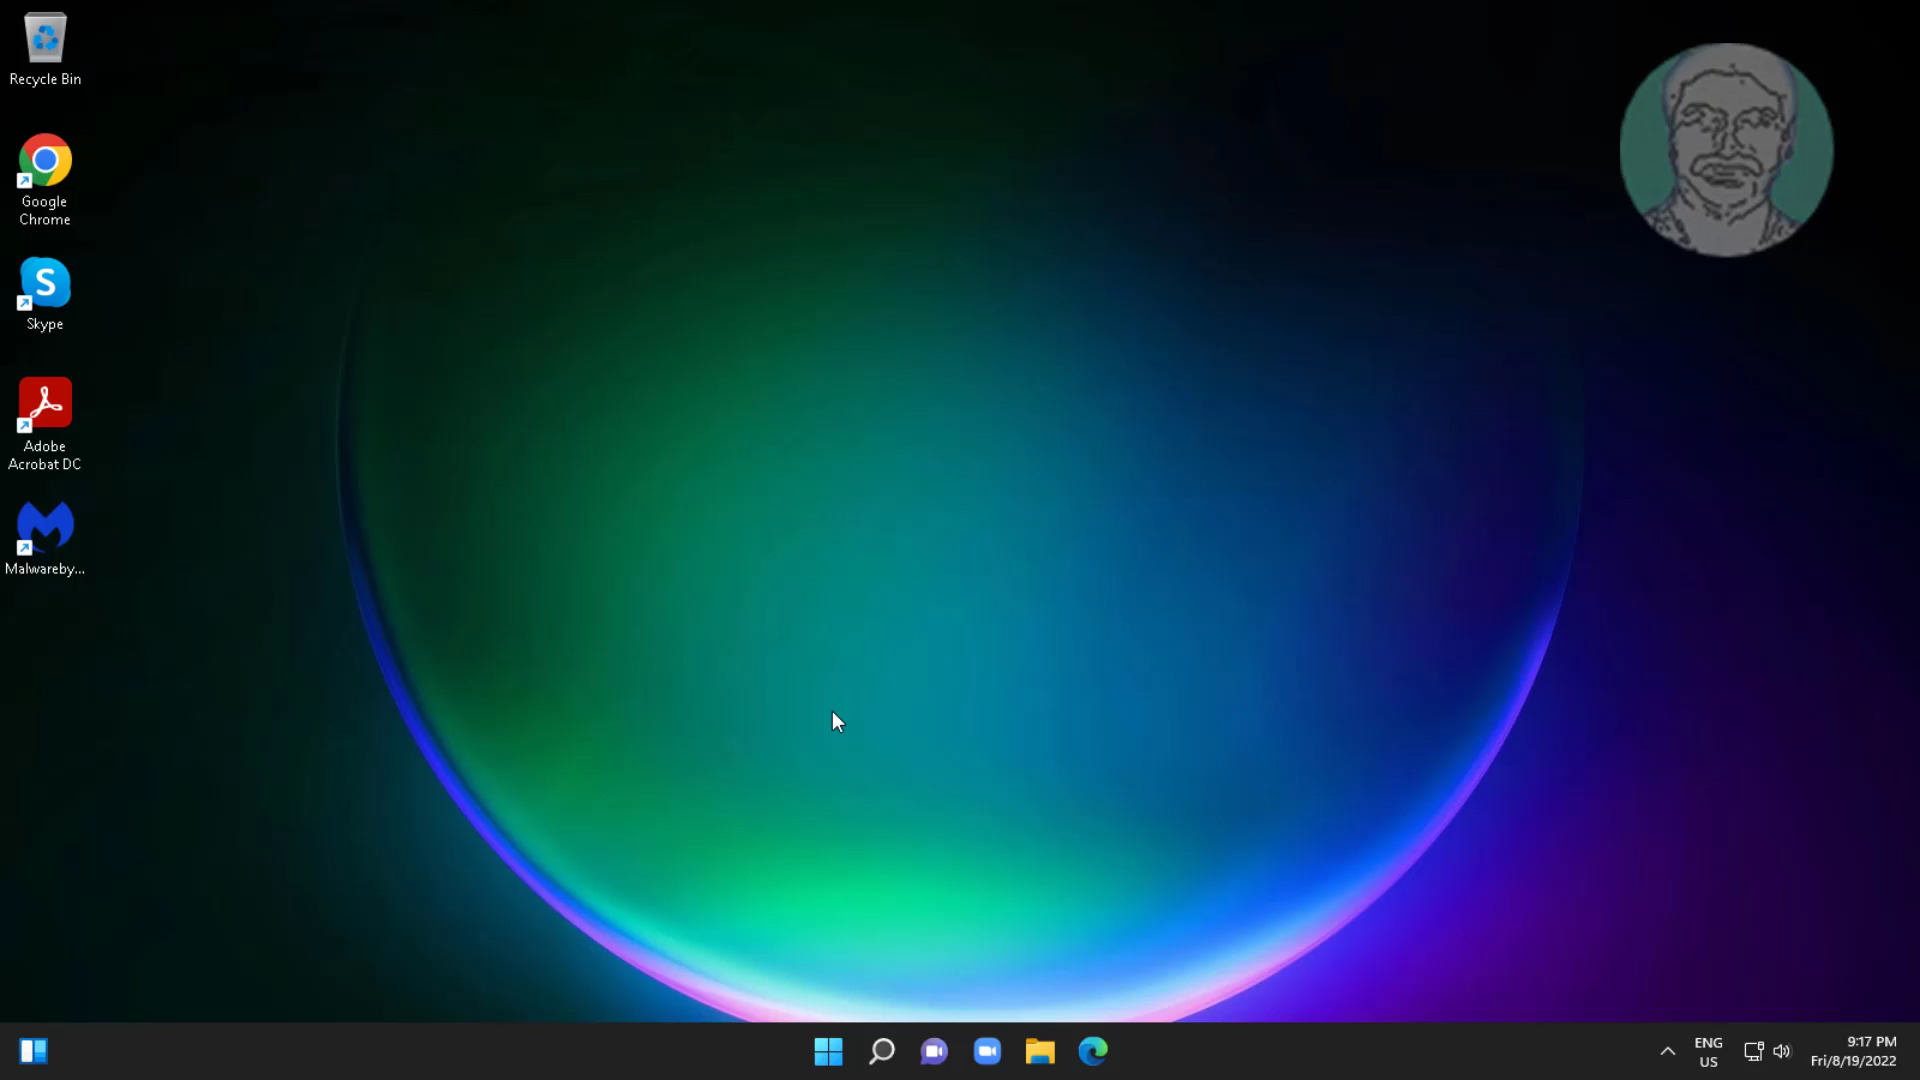 Recycle Bin
Google
Chrome
S
Skype
Adobe
Acrobat DC
Malwareby...
ENG
US
9:17 PM
Fri/8/19/2022